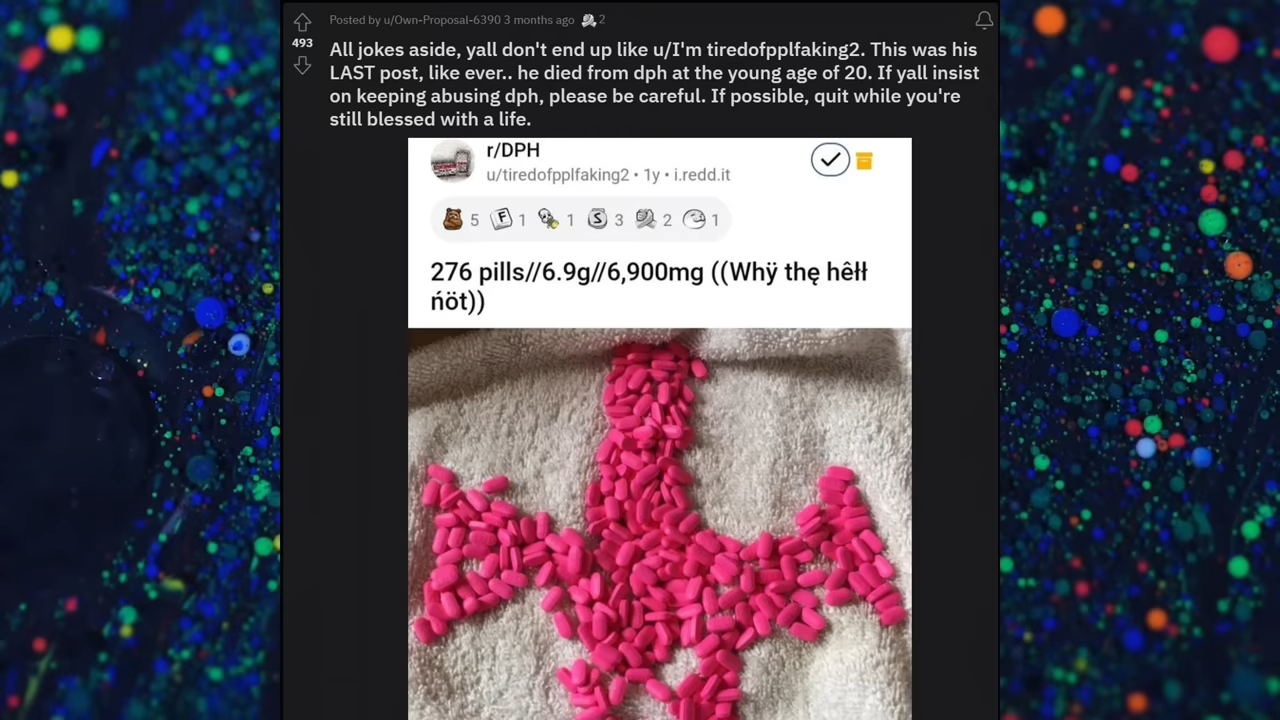 Posted by u/Own-Proposal-6390 3 months ago 2
493
All jokes aside, yall don't end up like u/I'm tiredofpplfaking2. This was his
LAST post, like ever.. he died from dph at the young age of 20. If yall insist
on keeping abusing dph, please be careful. If possible, quit while you're
still blessed with a life.
r/DPH
u/tiredofpplfaking2 • 1y • i.redd.it
5 F 1 1 S 3 2 1
276 pills//6.9g//6,900mg ((Whÿ thę hêłł
ńöt))